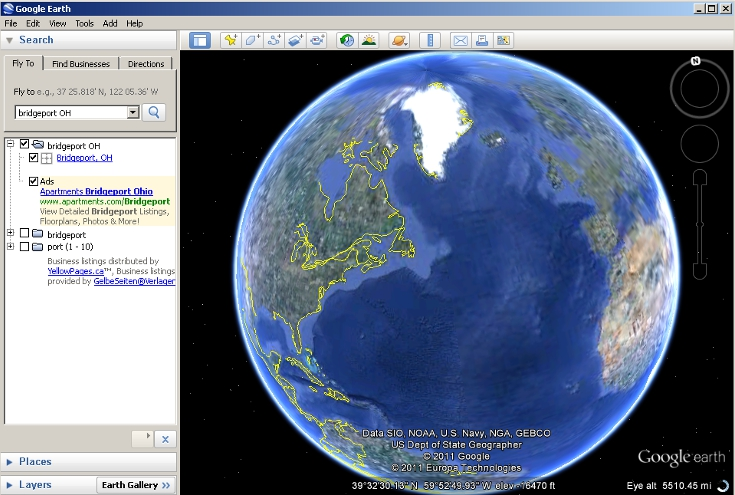 Google Earth
File Edit View Tools Add Help
Search
Fly To Find Businesses Directions
Fly to e.g., 37 25.818' N, 122 05.36' W
bridgeport OH
bridgeport OH
Bridgeport, OH
Ads
Apartments Bridgeport Ohio
www.apartments.com/Bridgeport
View Detailed Bridgeport Listings,
Floorplans, Photos & More!
bridgeport
port (1 - 10)
Business listings distributed by
YellowPages.ca™, Business listings
provided by GelbeSeiten®Verlager
Places
Layers Earth Gallery >>
N
Data SIO, NOAA, U.S. Navy, NGA, GEBCO
US Dept of State Geographer
© 2011 Google
© 2011 Europa Technologies
Google earth
39°32'30.13" N 59°52'49.93" W elev -16470 ft Eye alt 5510.45 mi